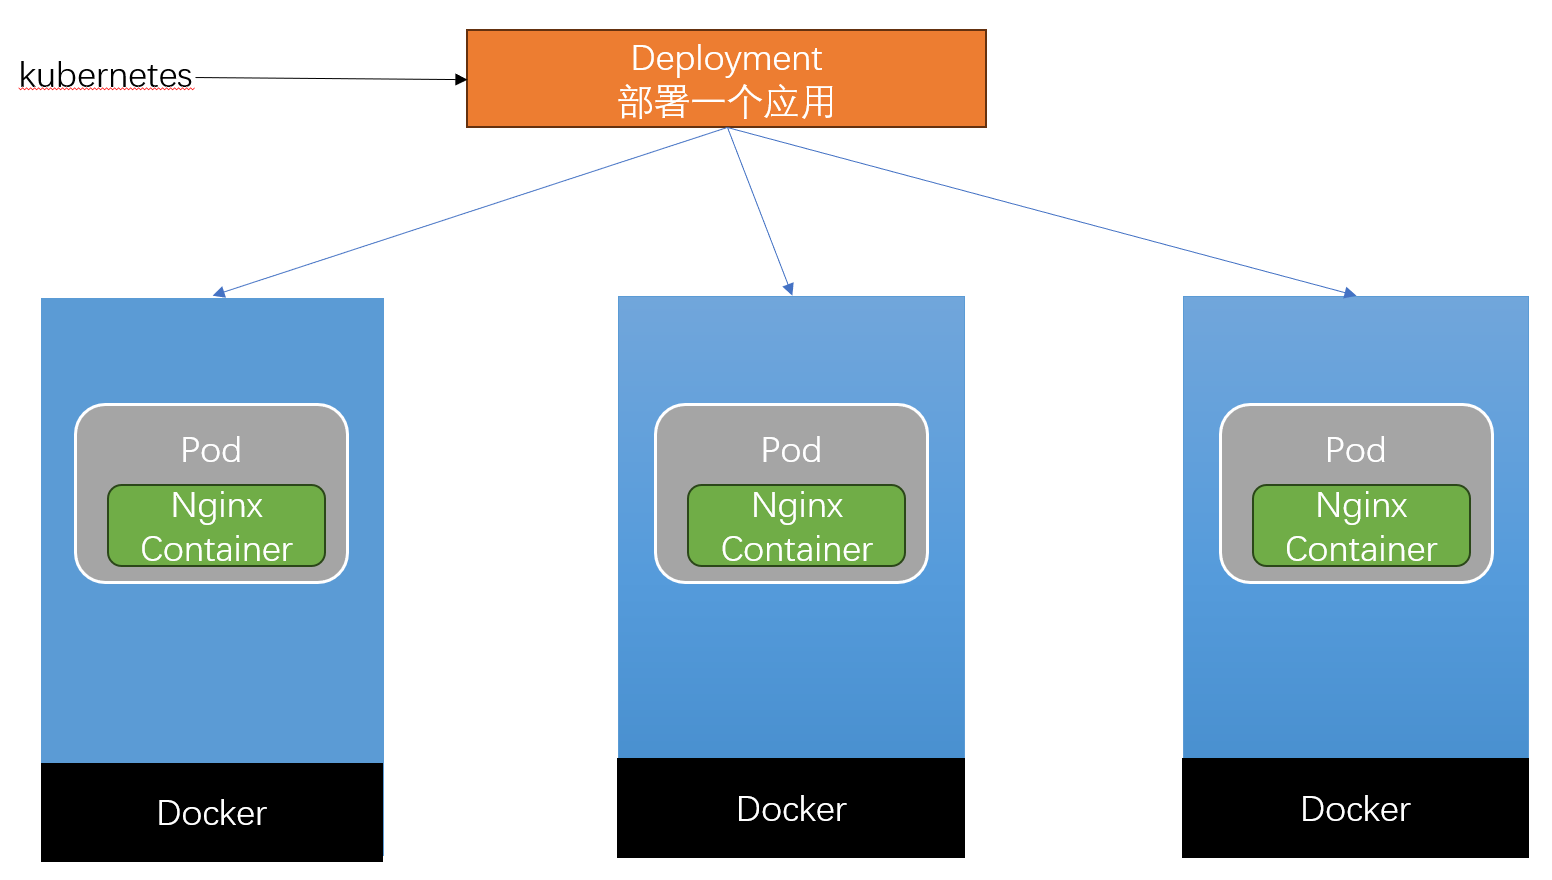 kubernetes
Deployment
部署一个应用
Pod
Nginx
Container
Docker
Pod
Nginx
Container
Docker
Pod
Nginx
Container
Docker